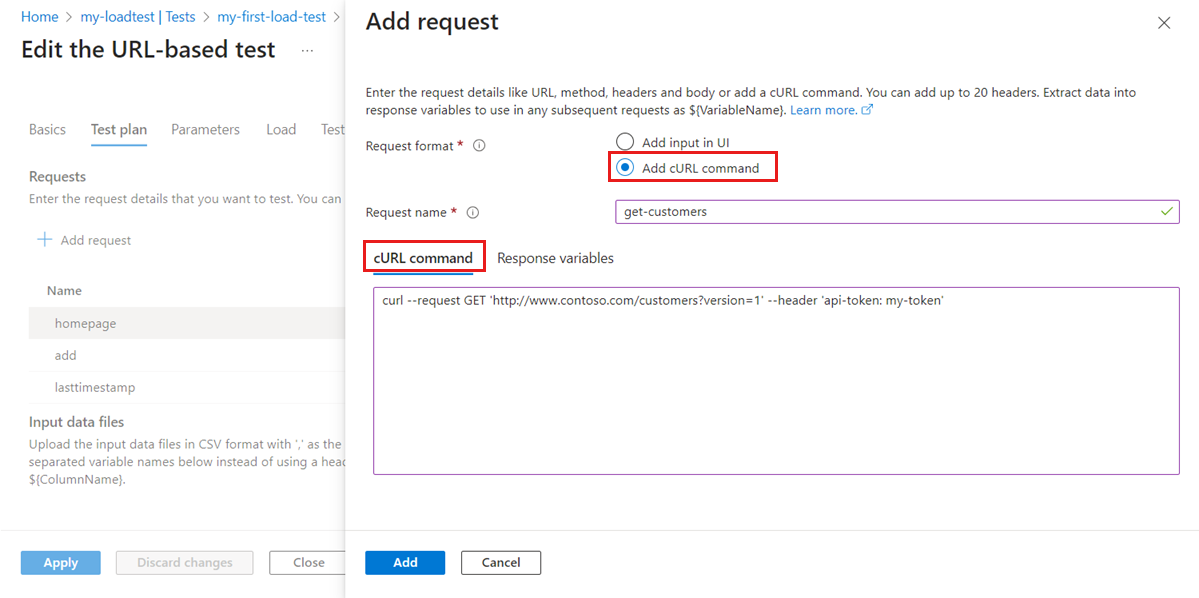 Home > my-loadtest | Tests > my-first-load-test >
Edit the URL-based test ...
Basics Test plan Parameters Load Test
Requests
Enter the request details that you want to test. You can
+ Add request
Name
homepage
add
lasttimestamp
Input data files
Upload the input data files in CSV format with ',' as the
separated variable names below instead of using a hea
${ColumnName}.
Apply Discard changes Close
Add request
Enter the request details like URL, method, headers and body or add a cURL command. You can add up to 20 headers. Extract data into
response variables to use in any subsequent requests as ${VariableName}. Learn more.
Request format *
Add input in UI
Add cURL command
Request name *
get-customers
cURL command Response variables
curl --request GET 'http://www.contoso.com/customers?version=1' --header 'api-token: my-token'
Add Cancel